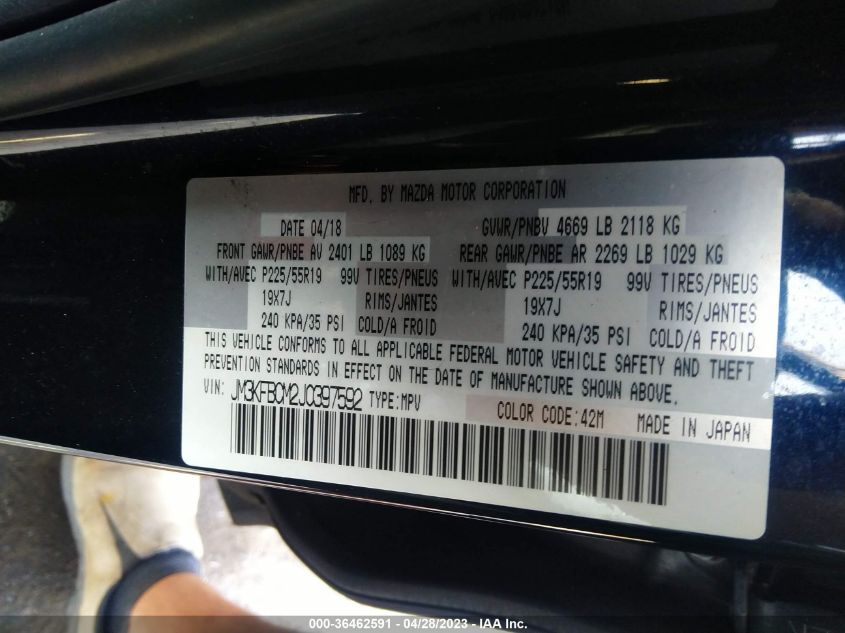 MFD. BY MAZDA MOTOR CORPORATION
DATE 04/18 GVWR/PNBV 4669 LB 2118 KG
FRONT GAWR/PNBE AV 2401 LB 1089 KG REAR GAWR/PNBE AR 2269 LB 1029 KG
WITH/AVEC P225/55R19 99V TIRES/PNEUS WITH/AVEC P225/55R19 99V TIRES/PNEUS
19X7J RIMS/JANTES 19X7J RIMS/JANTES
240 KPA/35 PSI COLD/A FROID 240 KPA/35 PSI COLD/A FROID
THIS VEHICLE CONFORMS TO ALL APPLICABLE FEDERAL MOTOR VEHICLE SAFETY AND THEFT
PREVENTION STANDARDS IN EFFECT ON THE DATE OF MANUFACTURE SHOWN ABOVE.
VIN: JM3KFBCM2J0397592 TYPE:MPV COLOR CODE:42M MADE IN JAPAN
000-36462591 - 04/28/2023 - IAA Inc.